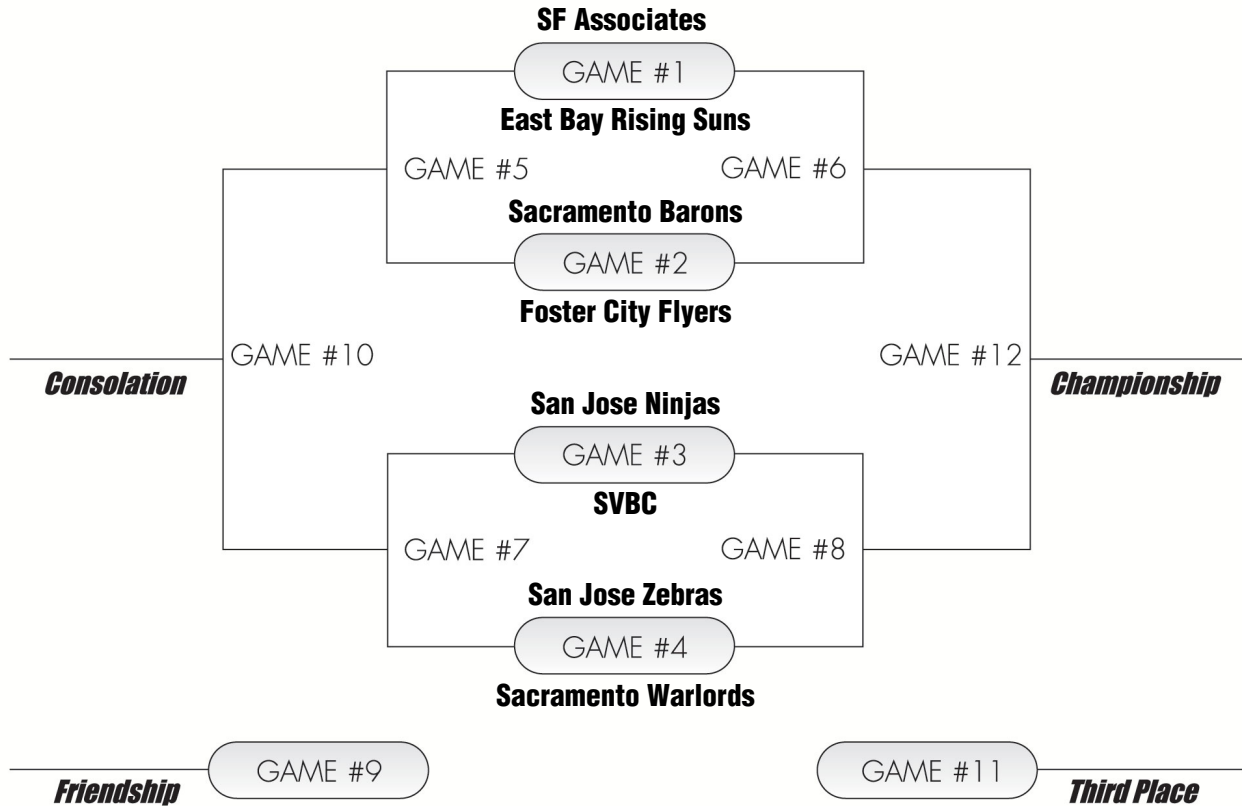 SF Associates
GAME #1
East Bay Rising Suns
GAME #5
GAME #6
Sacramento Barons
GAME #2
Foster City Flyers
GAME #10
GAME #12
Consolation
Championship
San Jose Ninjas
GAME #3
SVBC
GAME #7
GAME #8
San Jose Zebras
GAME #4
Sacramento Warlords
GAME #9
GAME #11
Friendship
Third Place